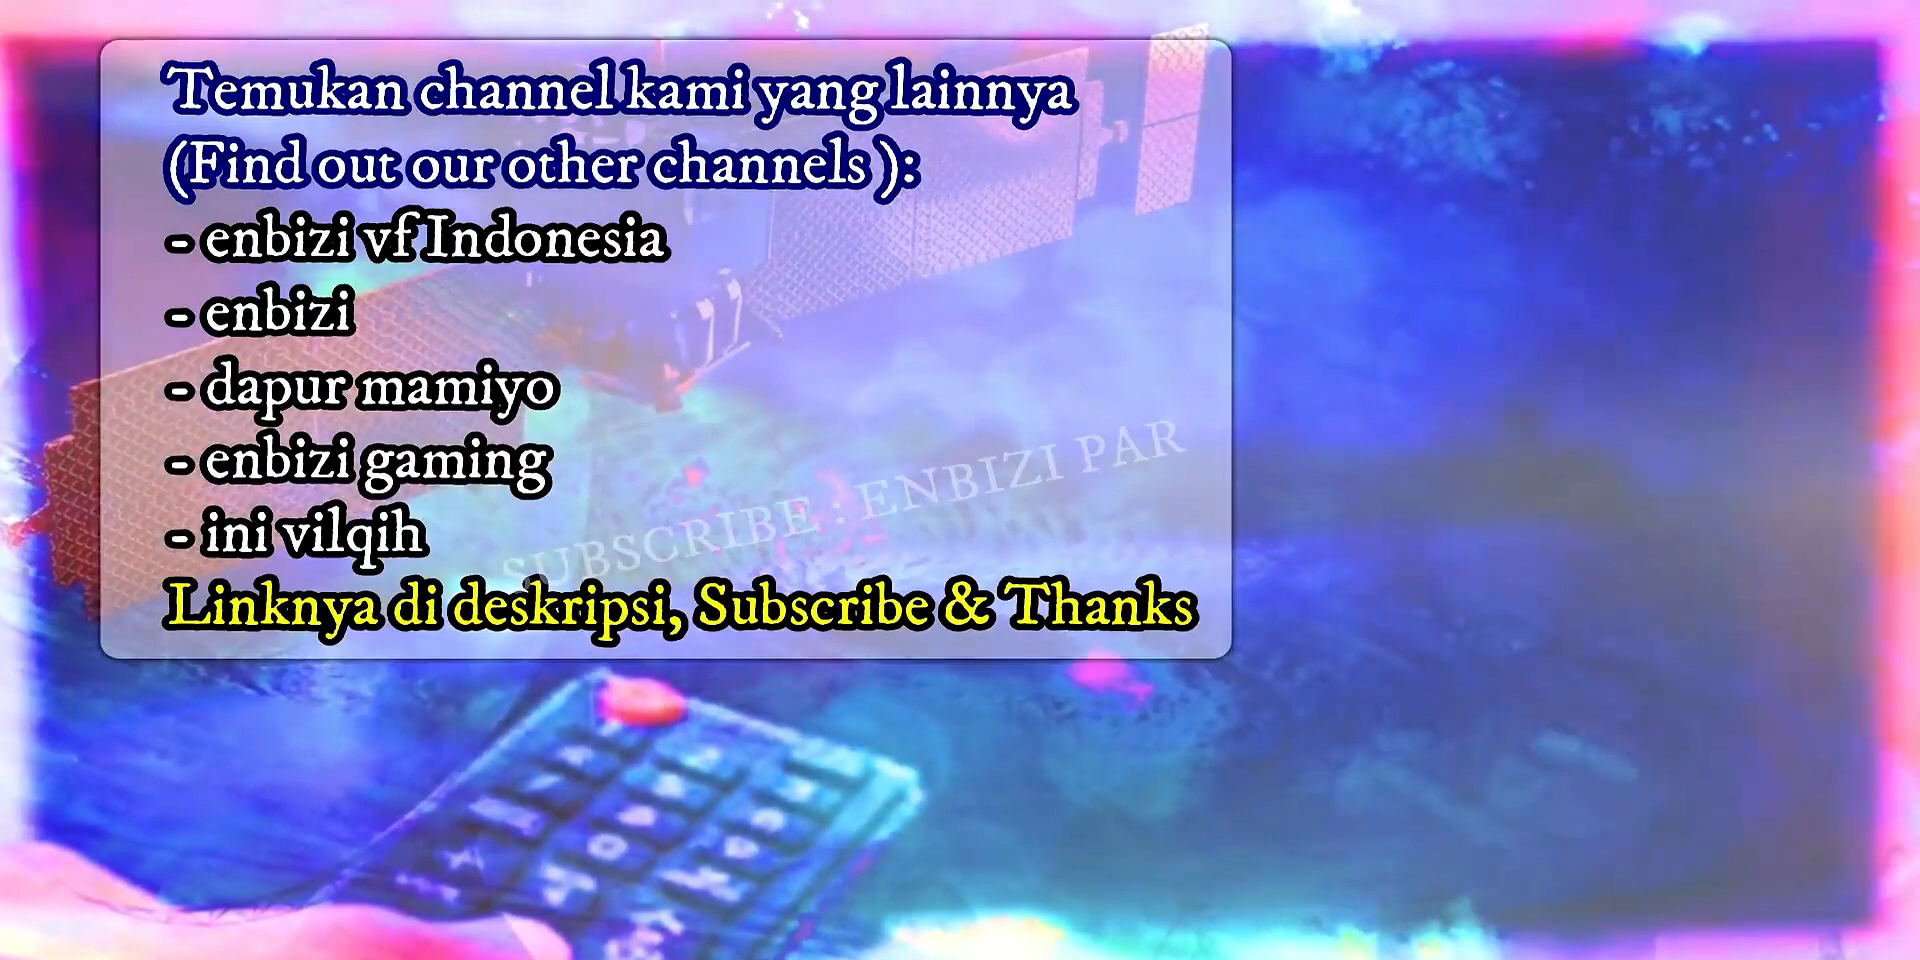 Temukan channel kami yang lainnya
(Find out our other channels ):
- enbizi vf Indonesia
- enbizi
- dapur mamiyo
- enbizi gaming
- ini vilqih
SUBSCRIBE : ENBIZI PAR
Linknya di deskripsi, Subscribe & Thanks